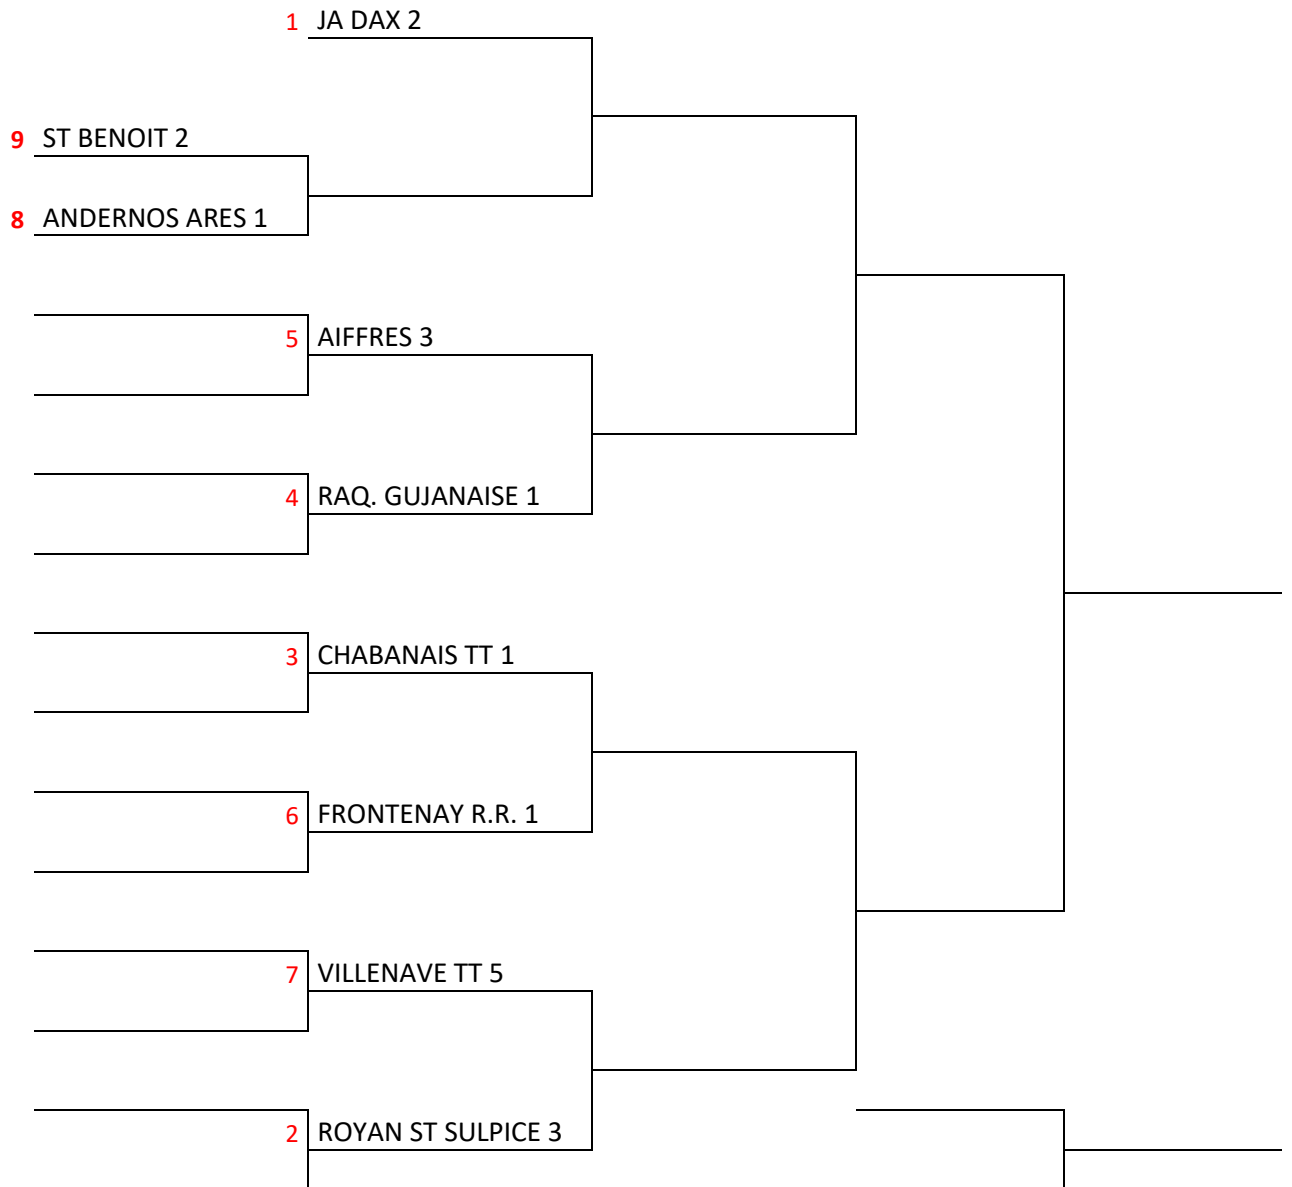 1 JA DAX 2
9 ST BENOIT 2
8 ANDERNOS ARES 1
5 AIFFRES 3
4 RAQ. GUJANAISE 1
3 CHABANAIS TT 1
6 FRONTENAY R.R. 1
7 VILLENAVE TT 5
2 ROYAN ST SULPICE 3